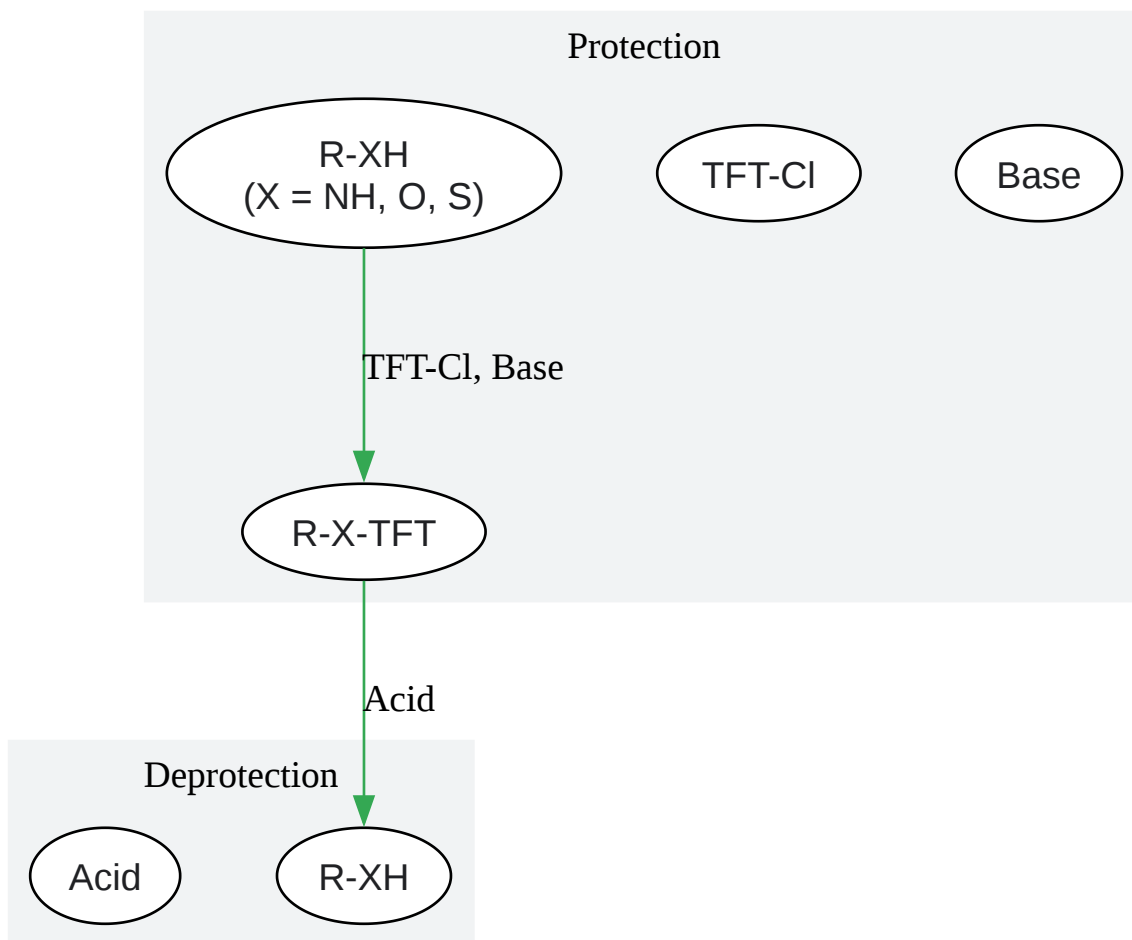 Protection
R-XH
(X = NH, O, S)
TFT-Cl
Base
TFT-Cl, Base
R-X-TFT
Acid
Deprotection
Acid
R-XH